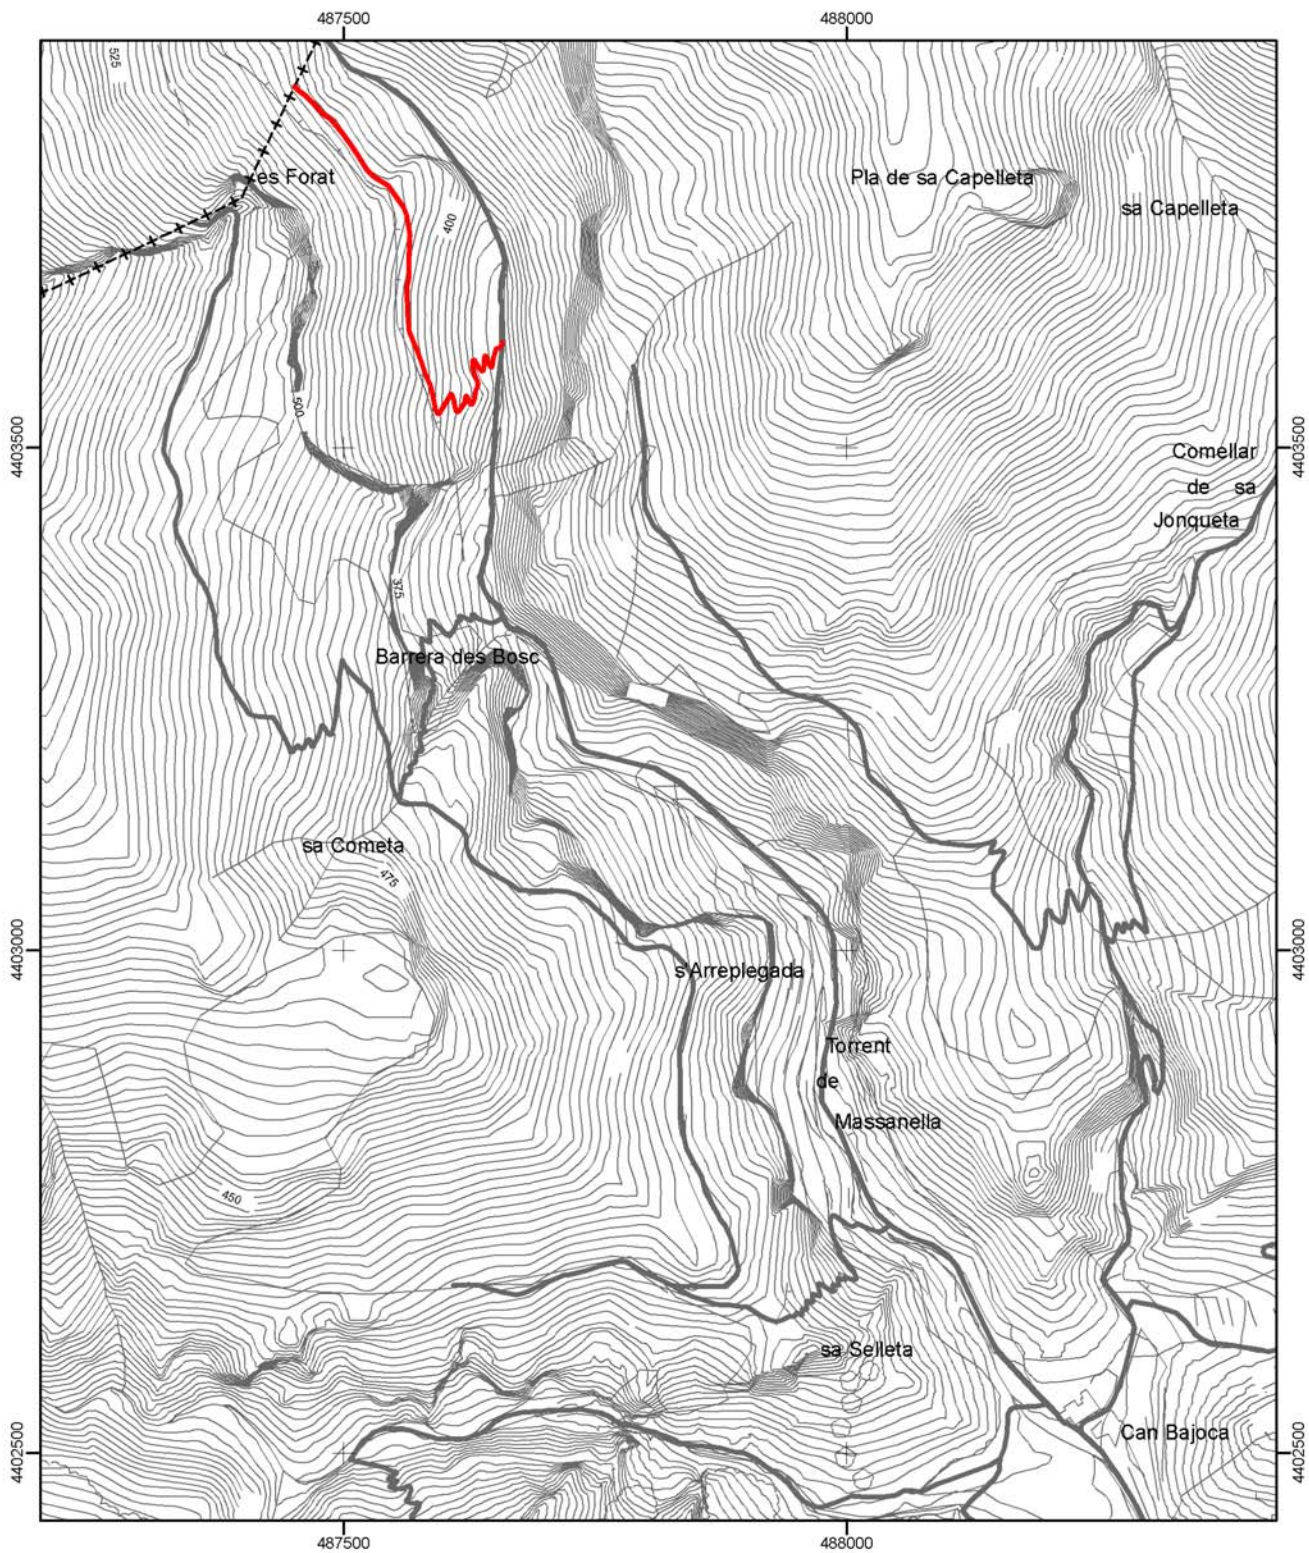 487500
488000
525
es Forat
Pla de sa Capelleta
sa Capelleta
400
500
4403500
4403500
Comellar
de sa
Jonqueta
375
Barrera des Bosc
sa Cometa
475
4403000
4403000
s'Arreplegada
Torrent
de
Massanella
450
sa Selleta
Can Bajoca
4402500
4402500
487500
488000